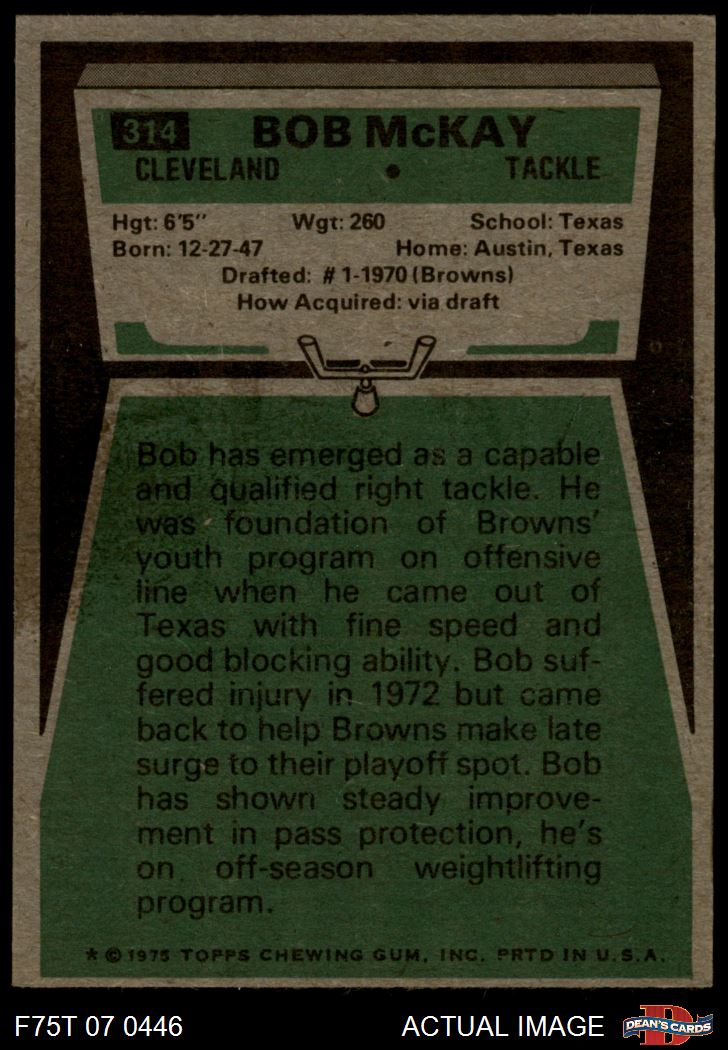 314 BOB McKAY
CLEVELAND • TACKLE
Hgt: 6'5" Wgt: 260 School: Texas
Born: 12-27-47 Home: Austin, Texas
Drafted: #1-1970 (Browns)
How Acquired: via draft
Bob has emerged as a capable
and qualified right tackle. He
was foundation of Browns'
youth program on offensive
line when he came out of
Texas with fine speed and
good blocking ability. Bob suf-
fered injury in 1972 but came
back to help Browns make late
surge to their playoff spot. Bob
has shown steady improve-
ment in pass protection, he's
on off-season weightlifting
program.
* © 1975 TOPPS CHEWING GUM, INC. PRTD IN U.S.A.
F75T 07 0446 ACTUAL IMAGE D DEAN'S CARDS